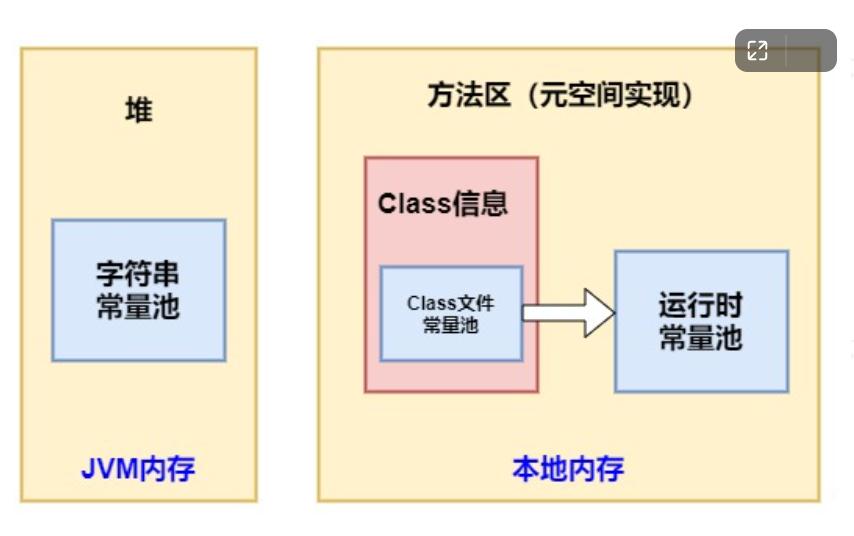 堆
字符串
常量池
JVM内存
方法区（元空间实现）
Class信息
Class文件
常量池
运行时
常量池
本地内存